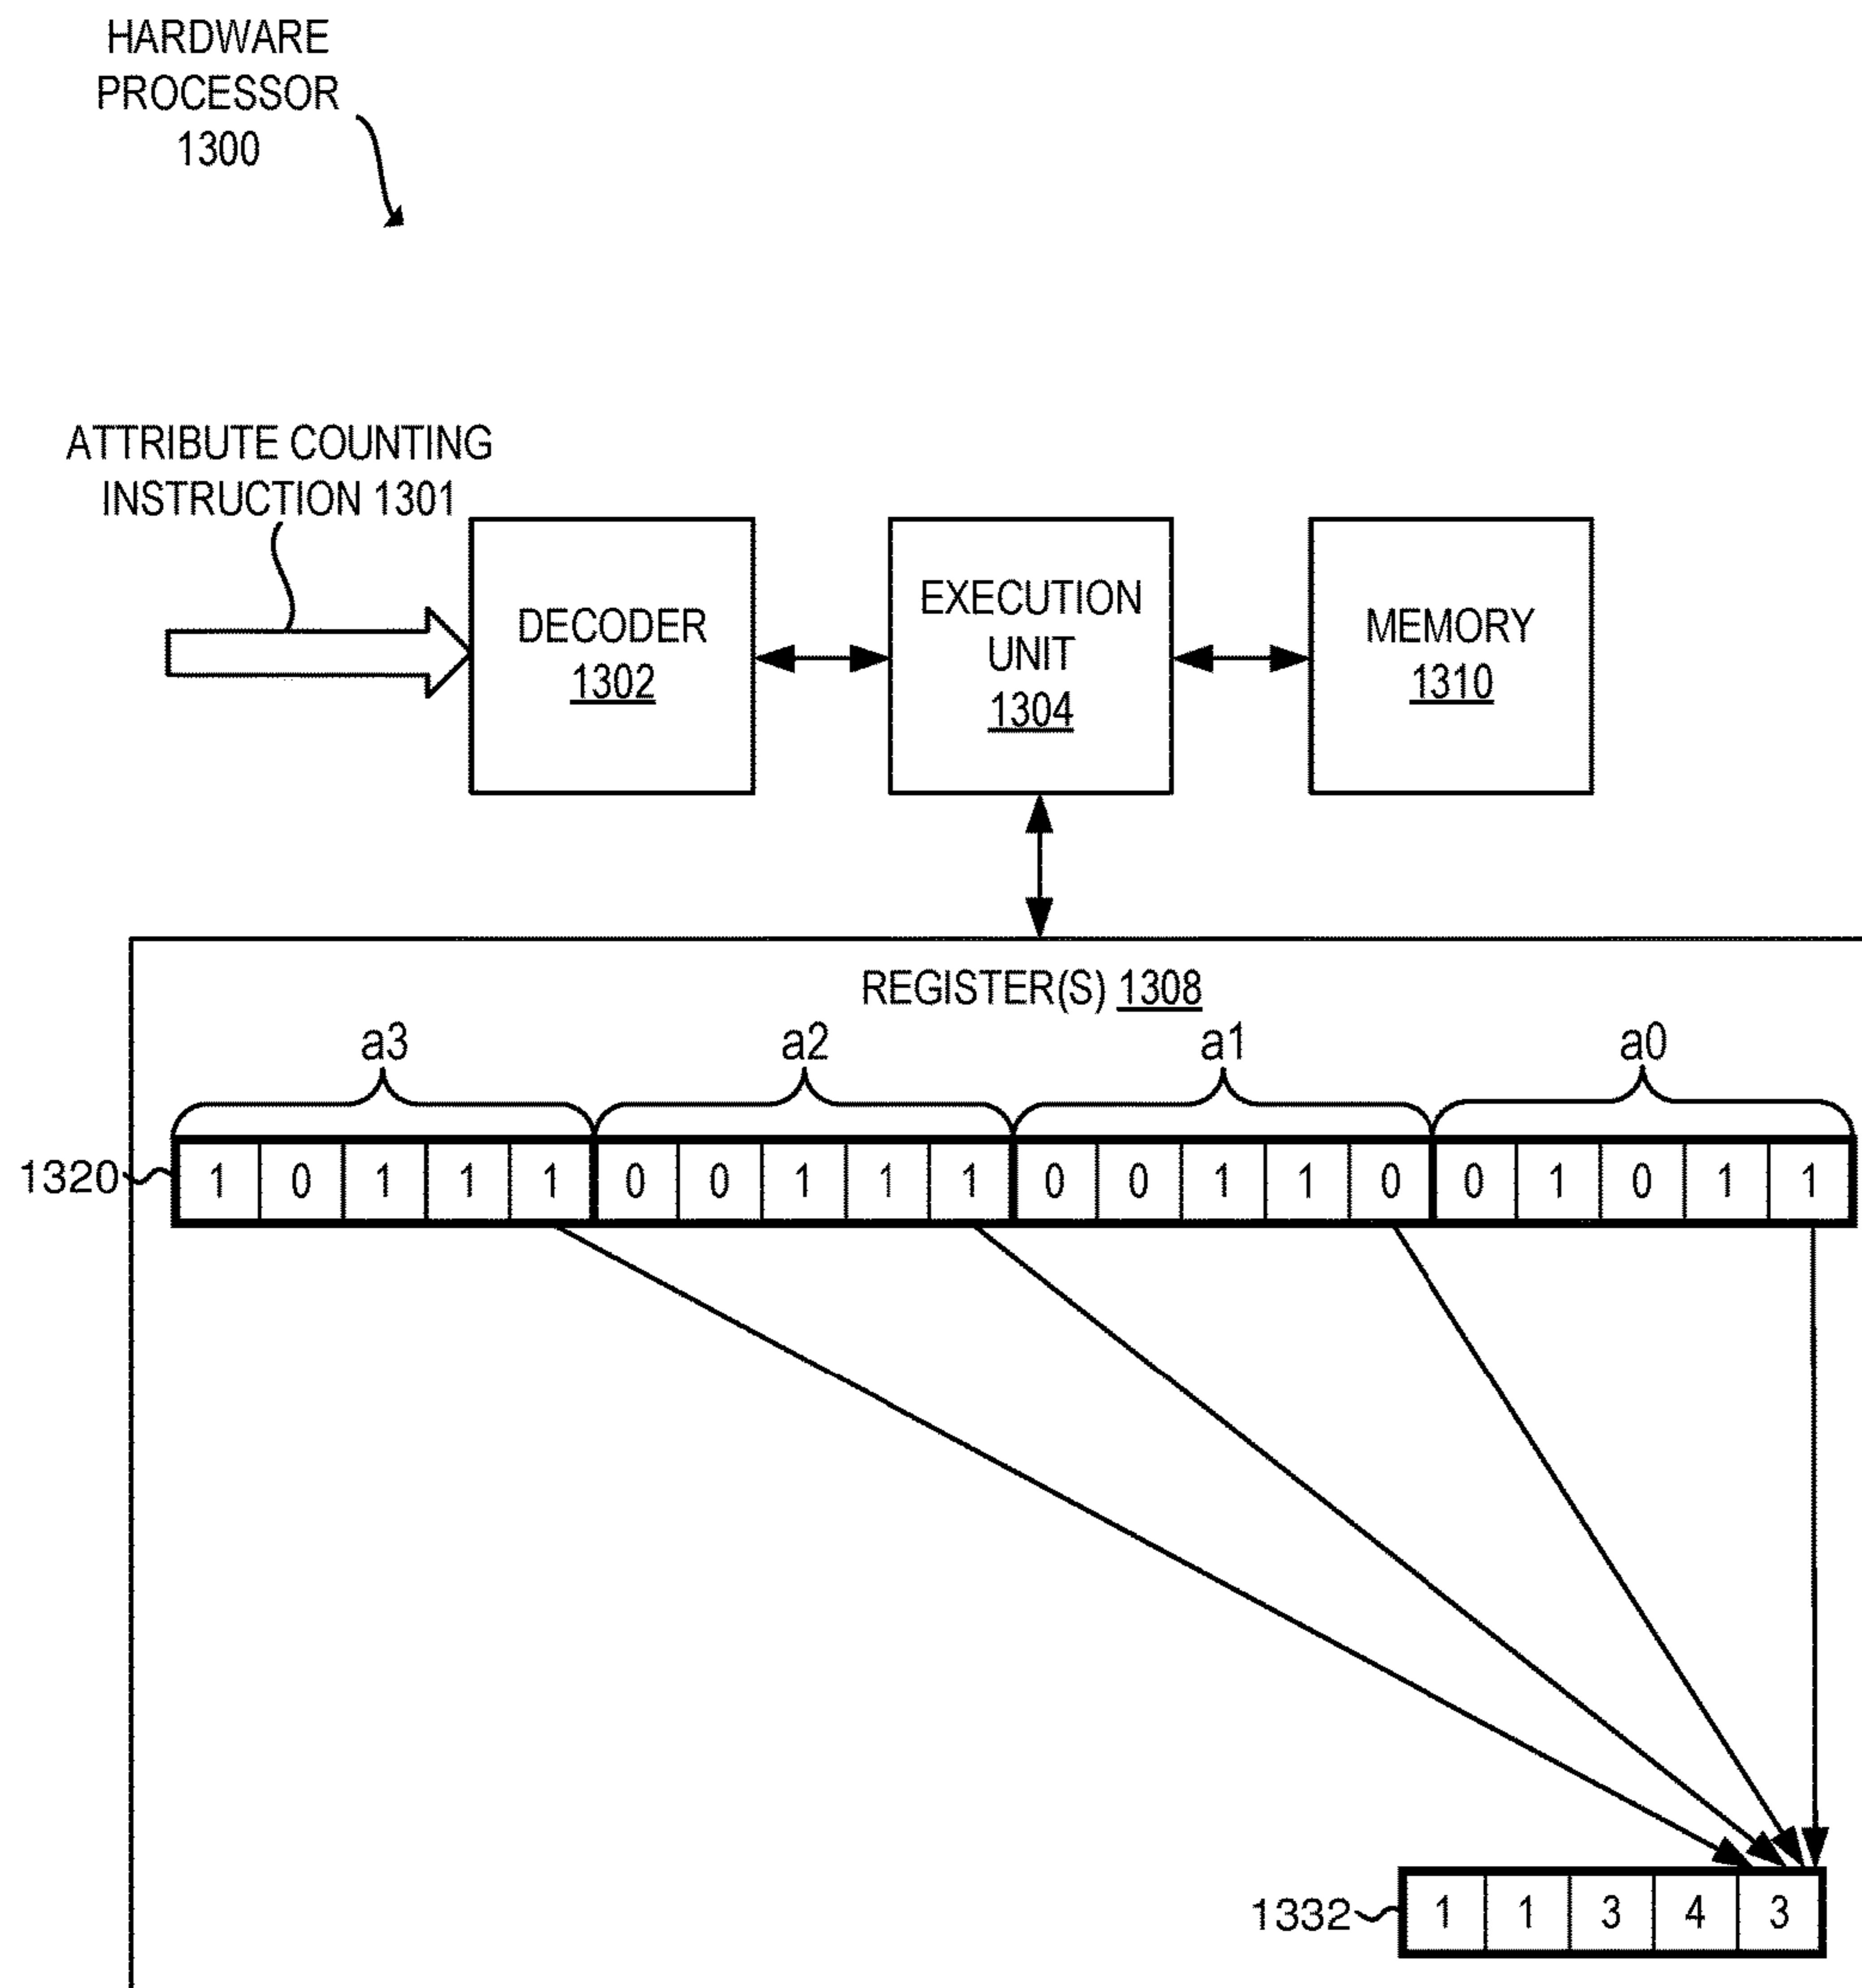 HARDWARE
PROCESSOR
1300
ATTRIBUTE COUNTING
INSTRUCTION 1301
DECODER
1302
EXECUTION
UNIT
1304
MEMORY
1310
REGISTER(S) 1308
a3 a2 a1 a0
1320 1 0 1 1 1 0 0 1 1 1 0 0 1 1 0 0 1 0 1 1
1332 1 1 3 4 3